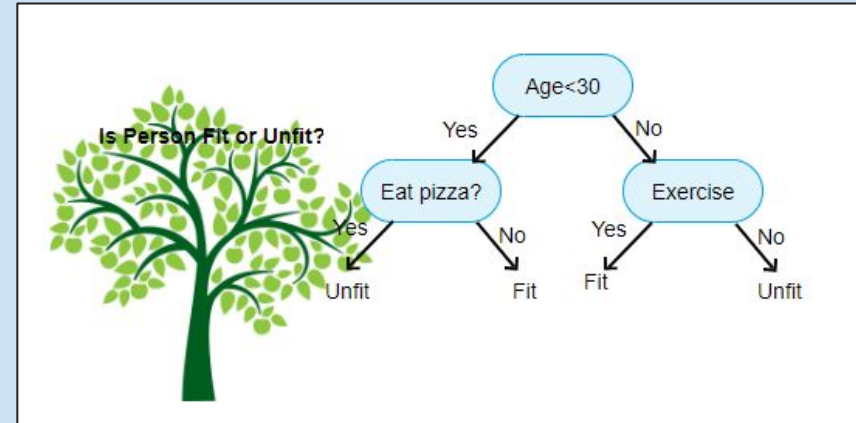 Is Person Fit or Unfit?
Age<30
Yes
No
Eat pizza?
Exercise
Yes
No
Yes
No
Unfit
Fit
Fit
Unfit